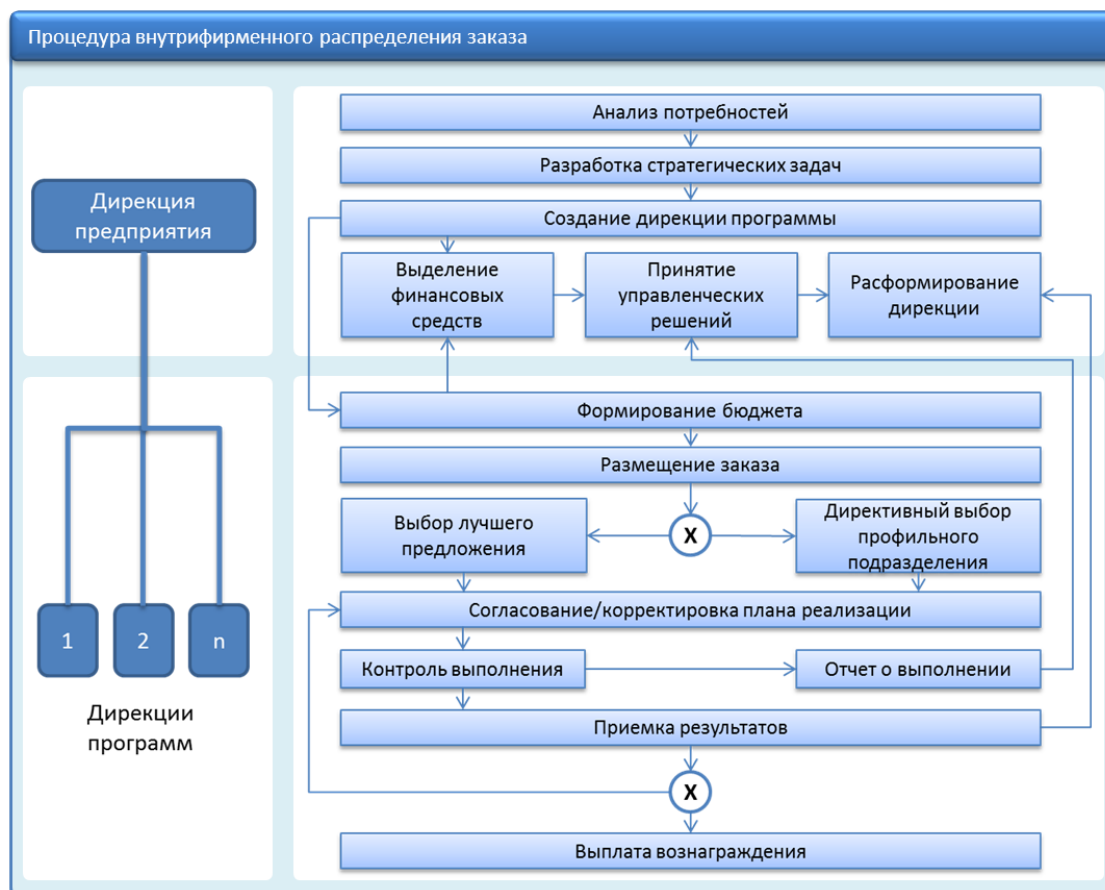 Процедура внутрифирменного распределения заказа
Дирекция
предприятия
Анализ потребностей
Разработка стратегических задач
Создание дирекции программы
Выделение
финансовых
средств
Принятие
управленческих
решений
Расформирование
дирекции
1
2
n
Дирекции
программ
Формирование бюджета
Размещение заказа
Выбор лучшего
предложения
X
Директивный выбор
профильного
подразделения
Согласование/корректировка плана реализации
Контроль выполнения
Отчет о выполнении
Приемка результатов
X
Выплата вознаграждения